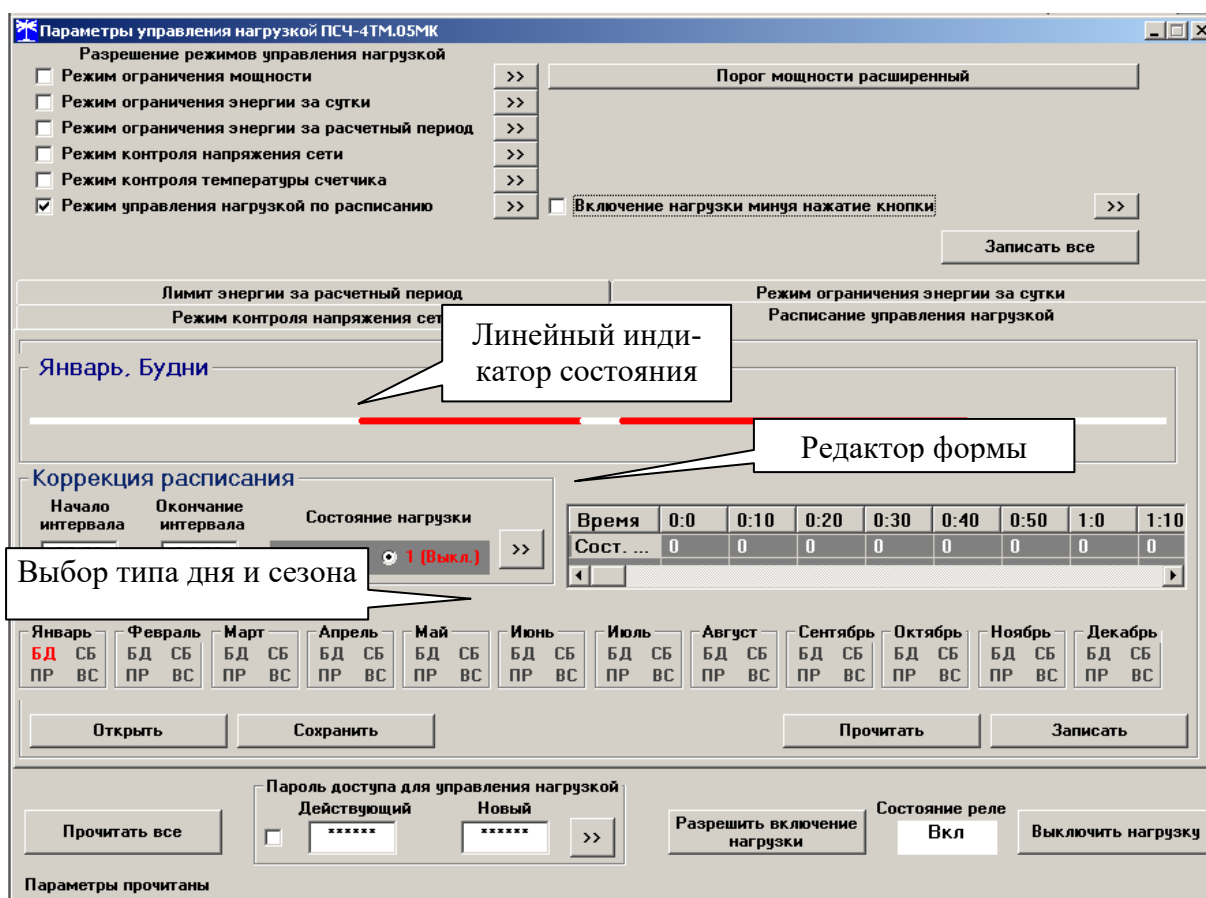 Параметры управления нагрузкой ПСЧ-4ТМ.05МК
Разрешение режимов управления нагрузкой
Режим ограничения мощности >> Порог мощности расширенный
Режим ограничения энергии за сутки >>
Режим ограничения энергии за расчетный период >>
Режим контроля напряжения сети >>
Режим контроля температуры счетчика >>
Режим управления нагрузкой по расписанию >> Включение нагрузки минуя нажатие кнопки >>
Записать все
Лимит энергии за расчетный период Режим ограничения энергии за сутки
Режим контроля напряжения сет Расписание управления нагрузкой
Линейный инди-
катор состояния
Январь, Будни
Редактор формы
Коррекция расписания
Начало Окончание
интервала интервала Состояние нагрузки
Время 0:0 0:10 0:20 0:30 0:40 0:50 1:0 1:10
1 (Выкл.) >> Сост. ... 0 0 0 0 0 0 0 0
Выбор типа дня и сезона
Январь Февраль Март Апрель Май Июнь Июль Август Сентябрь Октябрь Ноябрь Декабрь
БД СБ БД СБ БД СБ БД СБ БД СБ БД СБ БД СБ БД СБ БД СБ БД СБ БД СБ БД СБ
ПР ВС ПР ВС ПР ВС ПР ВС ПР ВС ПР ВС ПР ВС ПР ВС ПР ВС ПР ВС ПР ВС ПР ВС
Открыть Сохранить Прочитать Записать
Пароль доступа для управления нагрузкой
Действующий Новый Состояние реле
Прочитать все ****** ****** >> Разрешить включение нагрузки Вкл Выключить нагрузку
Параметры прочитаны